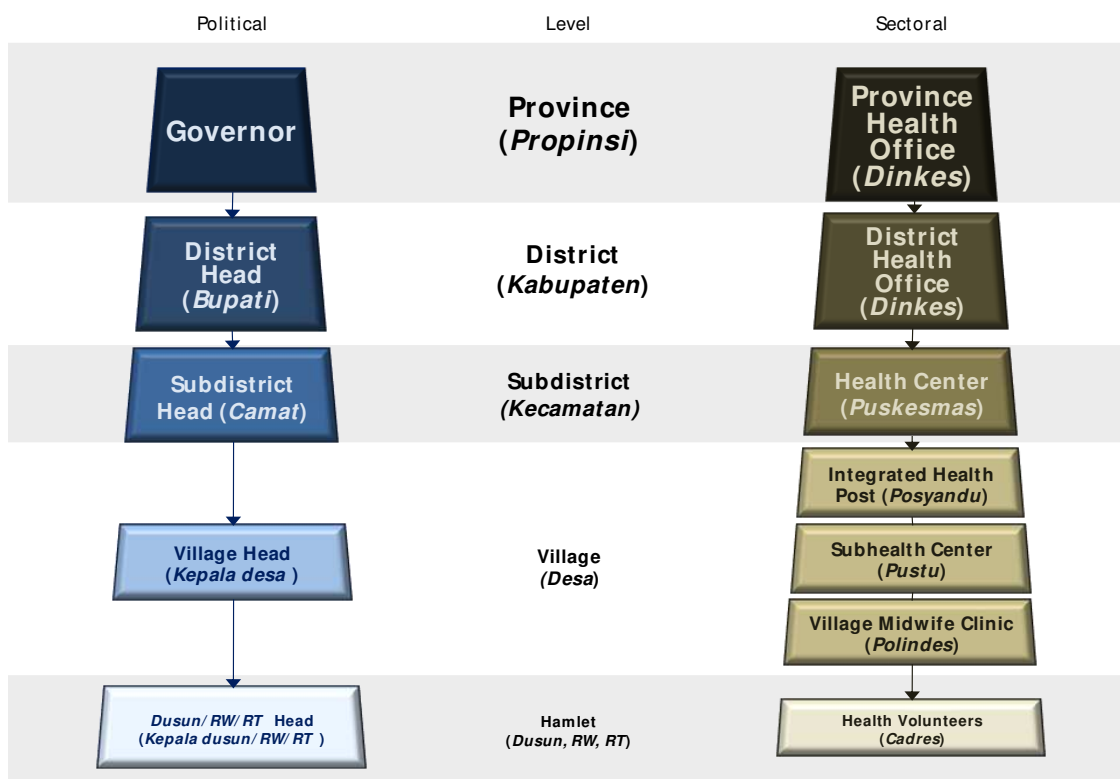 Political
Level
Sectoral
Governor
Province
(Propinsi)
Province
Health
Office
(Dinkes)
District
Head
(Bupati)
District
(Kabupaten)
District
Health
Office
(Dinkes)
Subdistrict
Head (Camat)
Subdistrict
(Kecamatan)
Health Center
(Puskesmas)
Integrated Health
Post (Posyandu)
Village Head
(Kepala desa )
Village
(Desa)
Subhealth Center
(Pustu)
Village Midwife Clinic
(Polindes)
Dusun/ RW/ RT Head
(Kepala dusun/ RW/ RT )
Hamlet
(Dusun, RW, RT)
Health Volunteers
(Cadres)